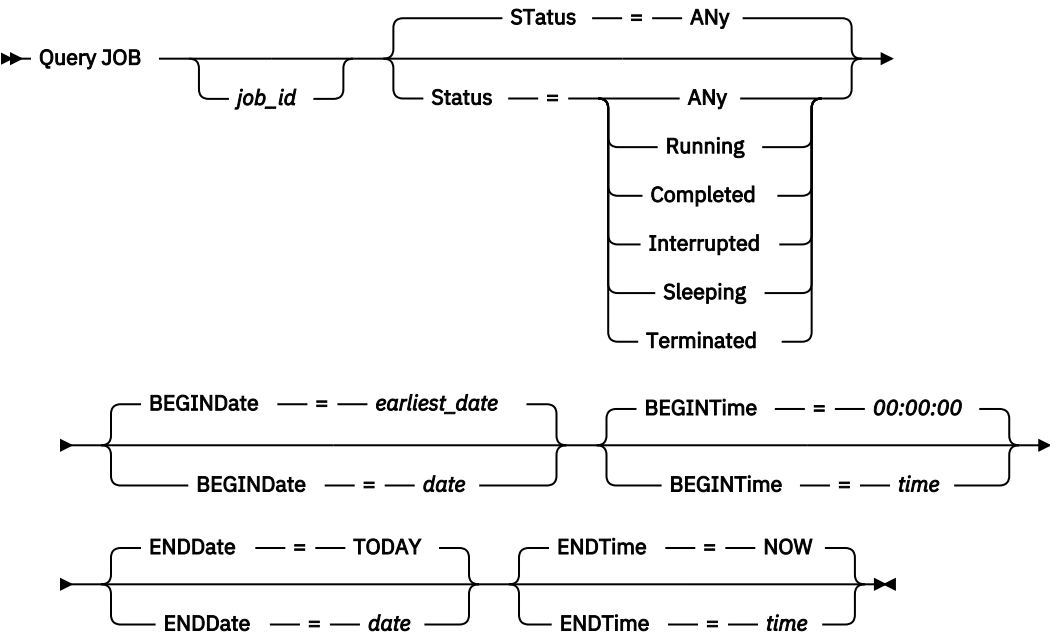 STatus = ANy
Query JOB
job_id Status = ANy
Running
Completed
Interrupted
Sleeping
Terminated
BEGINDate = earliest_date BEGINTime = 00:00:00
BEGINDate = date BEGINTime = time
ENDDate = TODAY ENDTime = NOW
ENDDate = date ENDTime = time